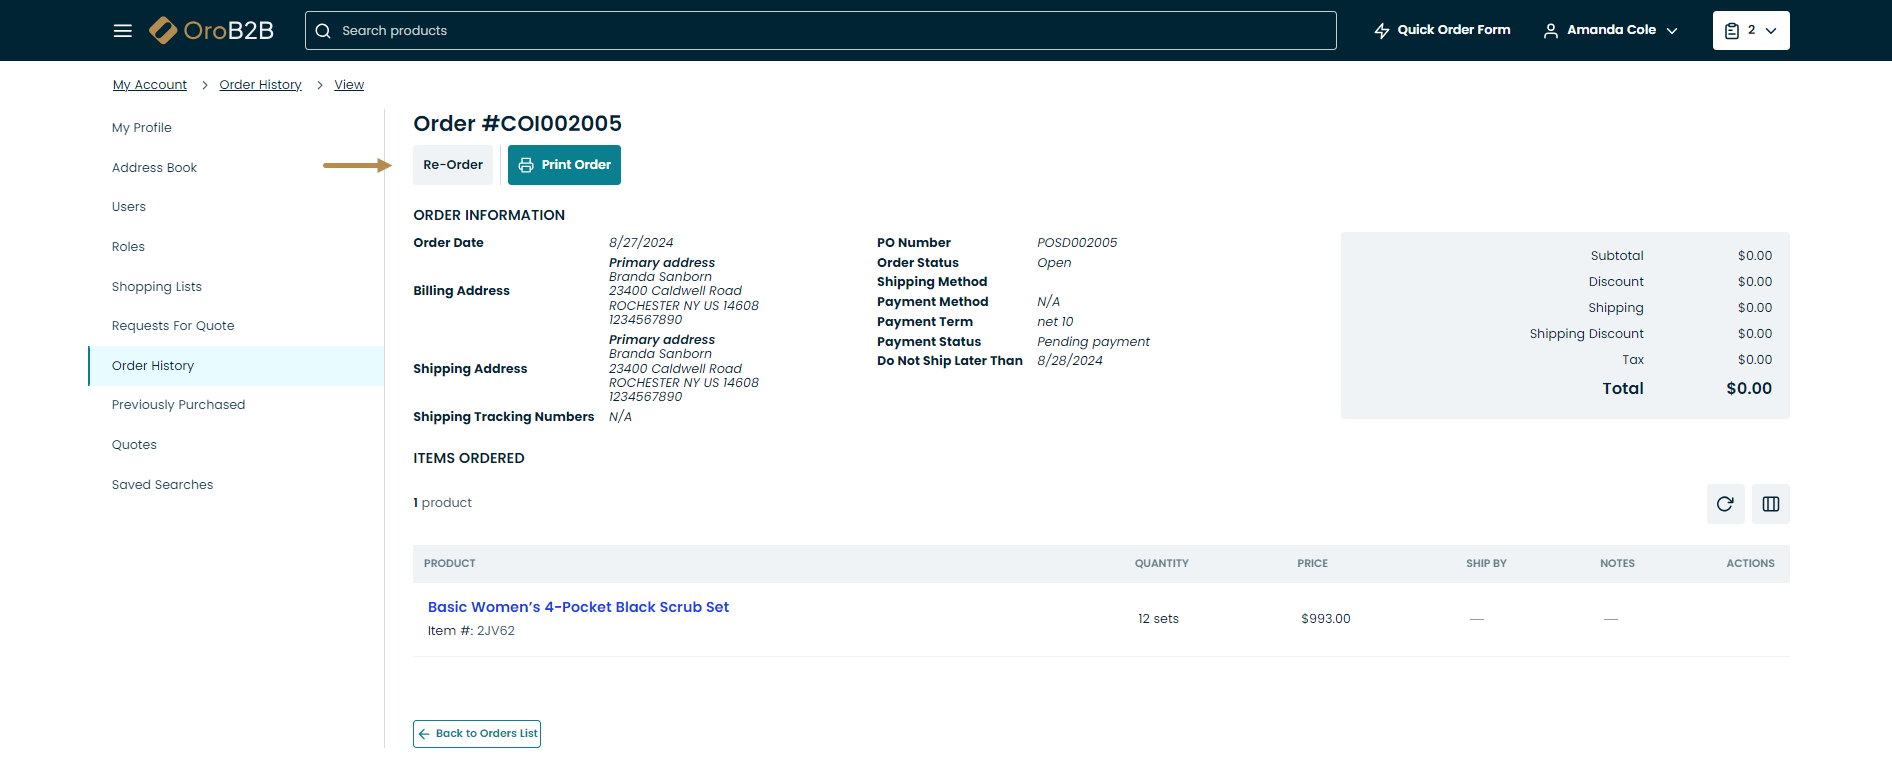 OroB2B
Search products
Quick Order Form
Amanda Cole
2
My Account > Order History > View
My Profile
Address Book
Users
Roles
Shopping Lists
Requests For Quote
Order History
Previously Purchased
Quotes
Saved Searches
Order #COI002005
Re-Order
Print Order
ORDER INFORMATION
Order Date 8/27/2024
Billing Address
Primary address
Branda Sanborn
23400 Caldwell Road
ROCHESTER NY US 14608
1234567890
Shipping Address
Primary address
Branda Sanborn
23400 Caldwell Road
ROCHESTER NY US 14608
1234567890
Shipping Tracking Numbers N/A
PO Number POSD002005
Order Status Open
Shipping Method
Payment Method N/A
Payment Term net 10
Payment Status Pending payment
Do Not Ship Later Than 8/28/2024
Subtotal $0.00
Discount $0.00
Shipping $0.00
Shipping Discount $0.00
Tax $0.00
Total $0.00
ITEMS ORDERED
1 product
PRODUCT QUANTITY PRICE SHIP BY NOTES ACTIONS
Basic Women’s 4-Pocket Black Scrub Set
Item #: 2JV62
12 sets $993.00 — —
Back to Orders List